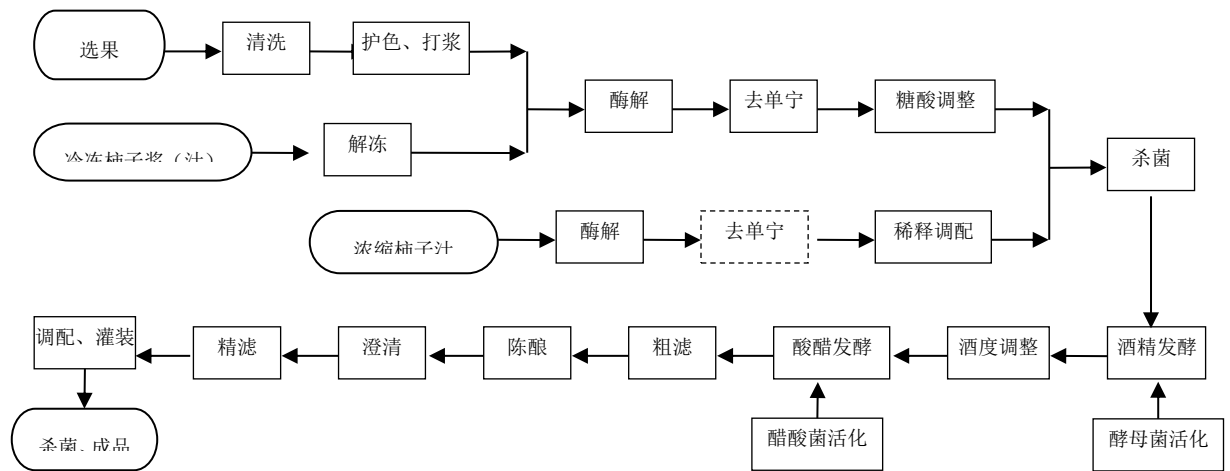 选果
清洗
护色、打浆
冷冻柿子浆（汁）
解冻
酶解
去单宁
糖酸调整
杀菌
浓缩柿子汁
酶解
去单宁
稀释调配
调配、灌装
精滤
澄清
陈酿
粗滤
酸醋发酵
酒度调整
酒精发酵
杀菌、成品
醋酸菌活化
酵母菌活化